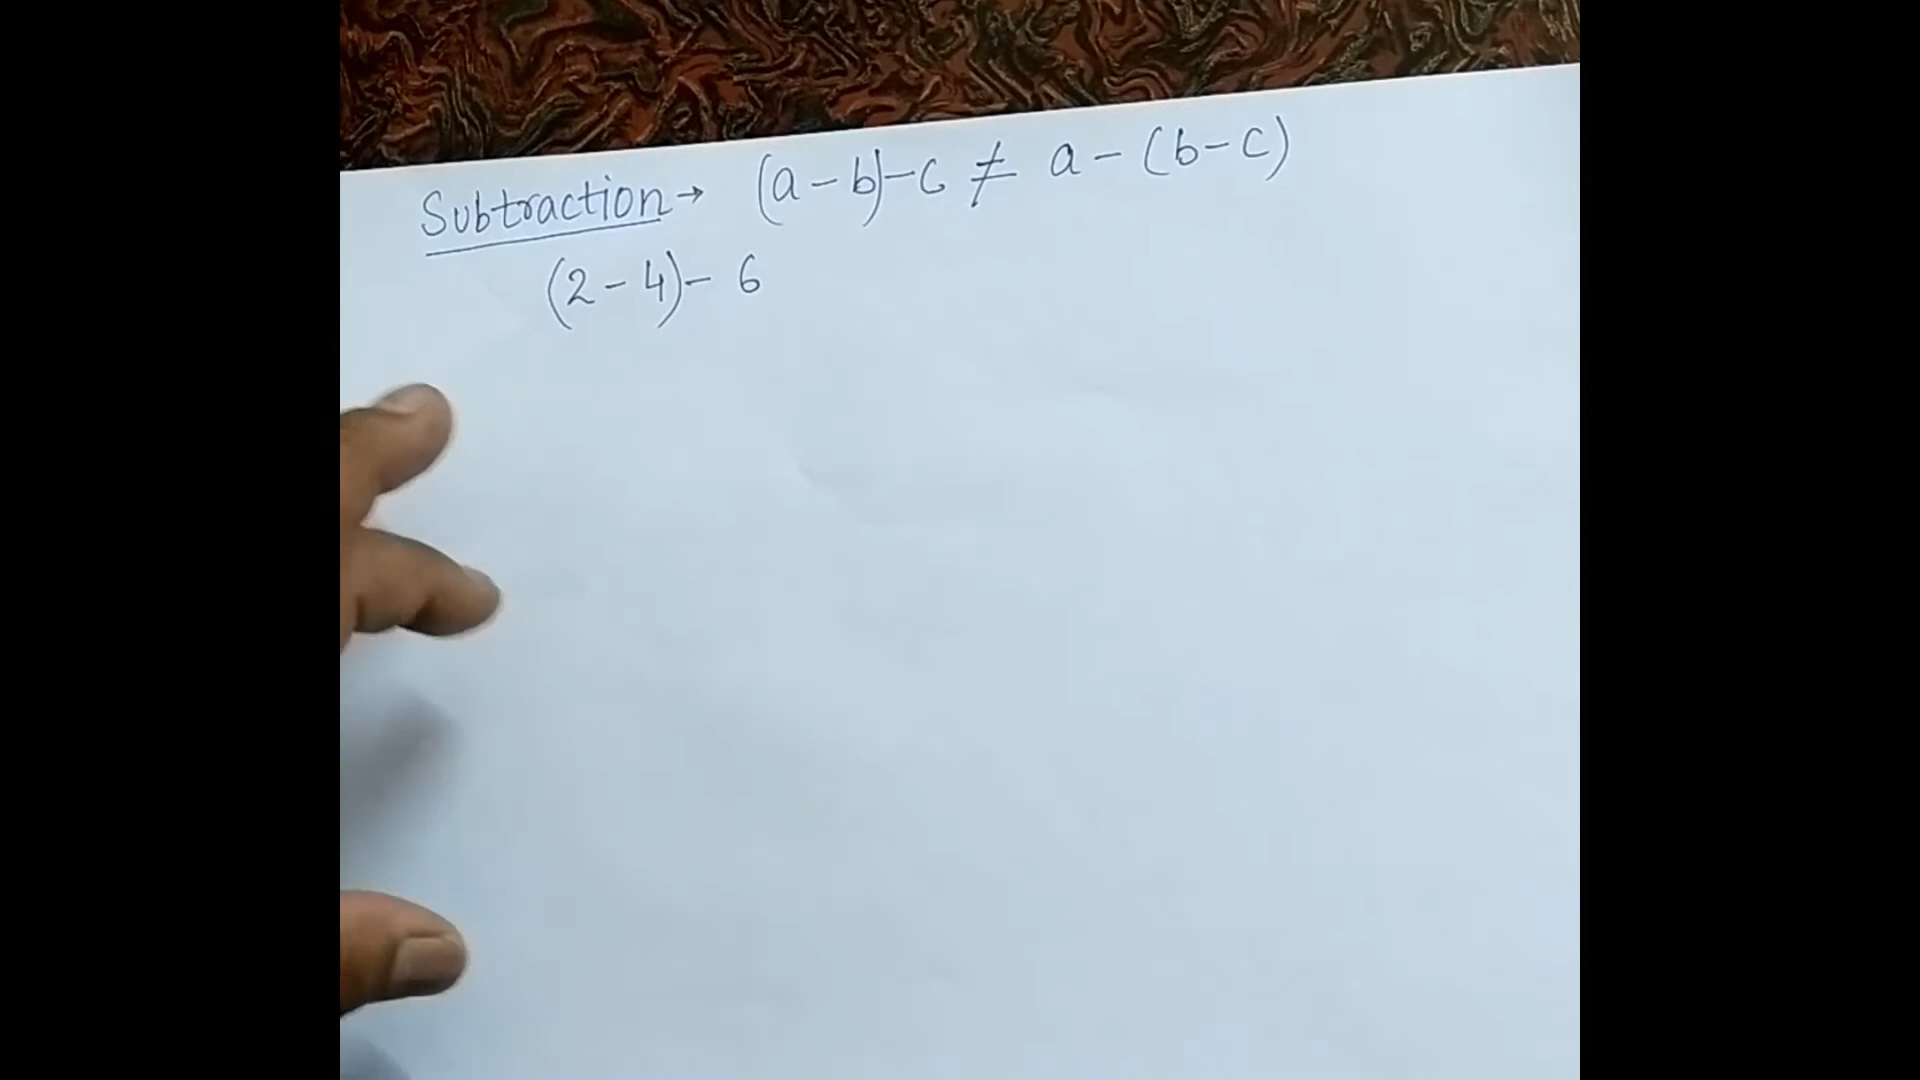 Subtraction → (a-b)-c ≠ a-(b-c)
(2-4)- 6